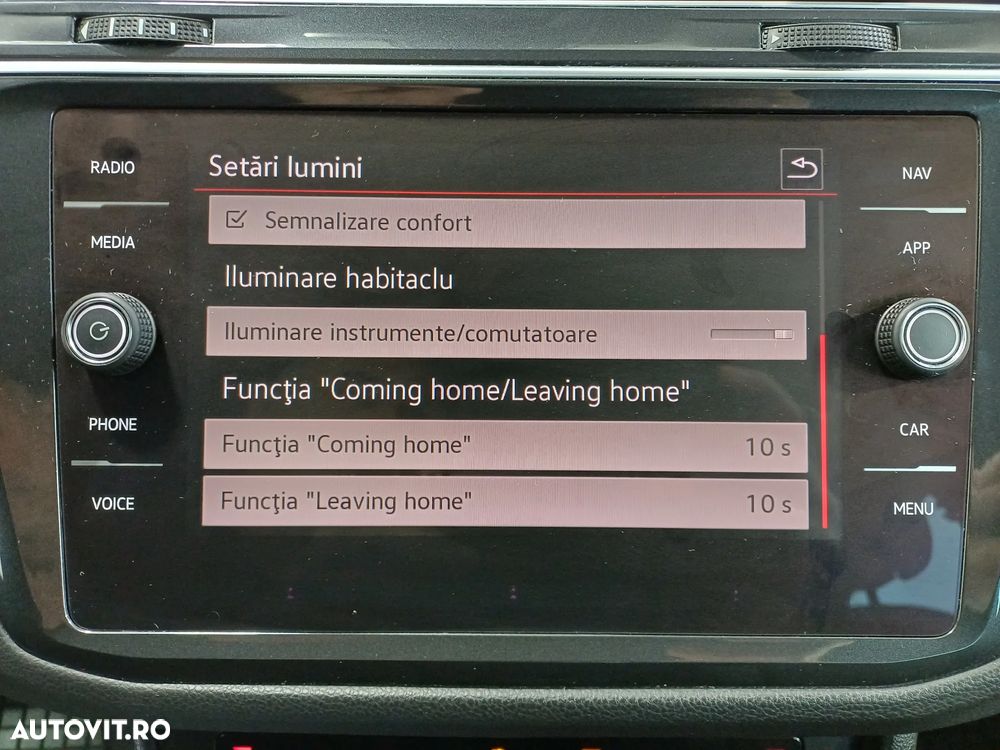 RADIO
MEDIA
PHONE
VOICE
Setări lumini
Semnalizare confort
Iluminare habitaclu
Iluminare instrumente/comutatoare
Funcţia "Coming home/Leaving home"
Funcţia "Coming home" 10 s
Funcţia "Leaving home" 10 s
NAV
APP
CAR
MENU
AUTOVIT.RO